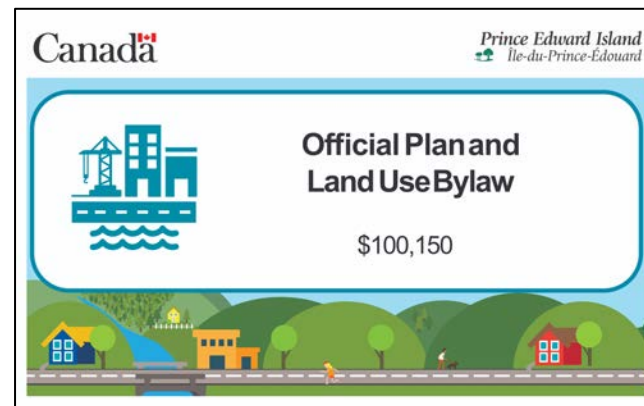 Canada
Prince Edward Island
Île-du-Prince-Édouard
Official Plan and
Land Use Bylaw
$100,150